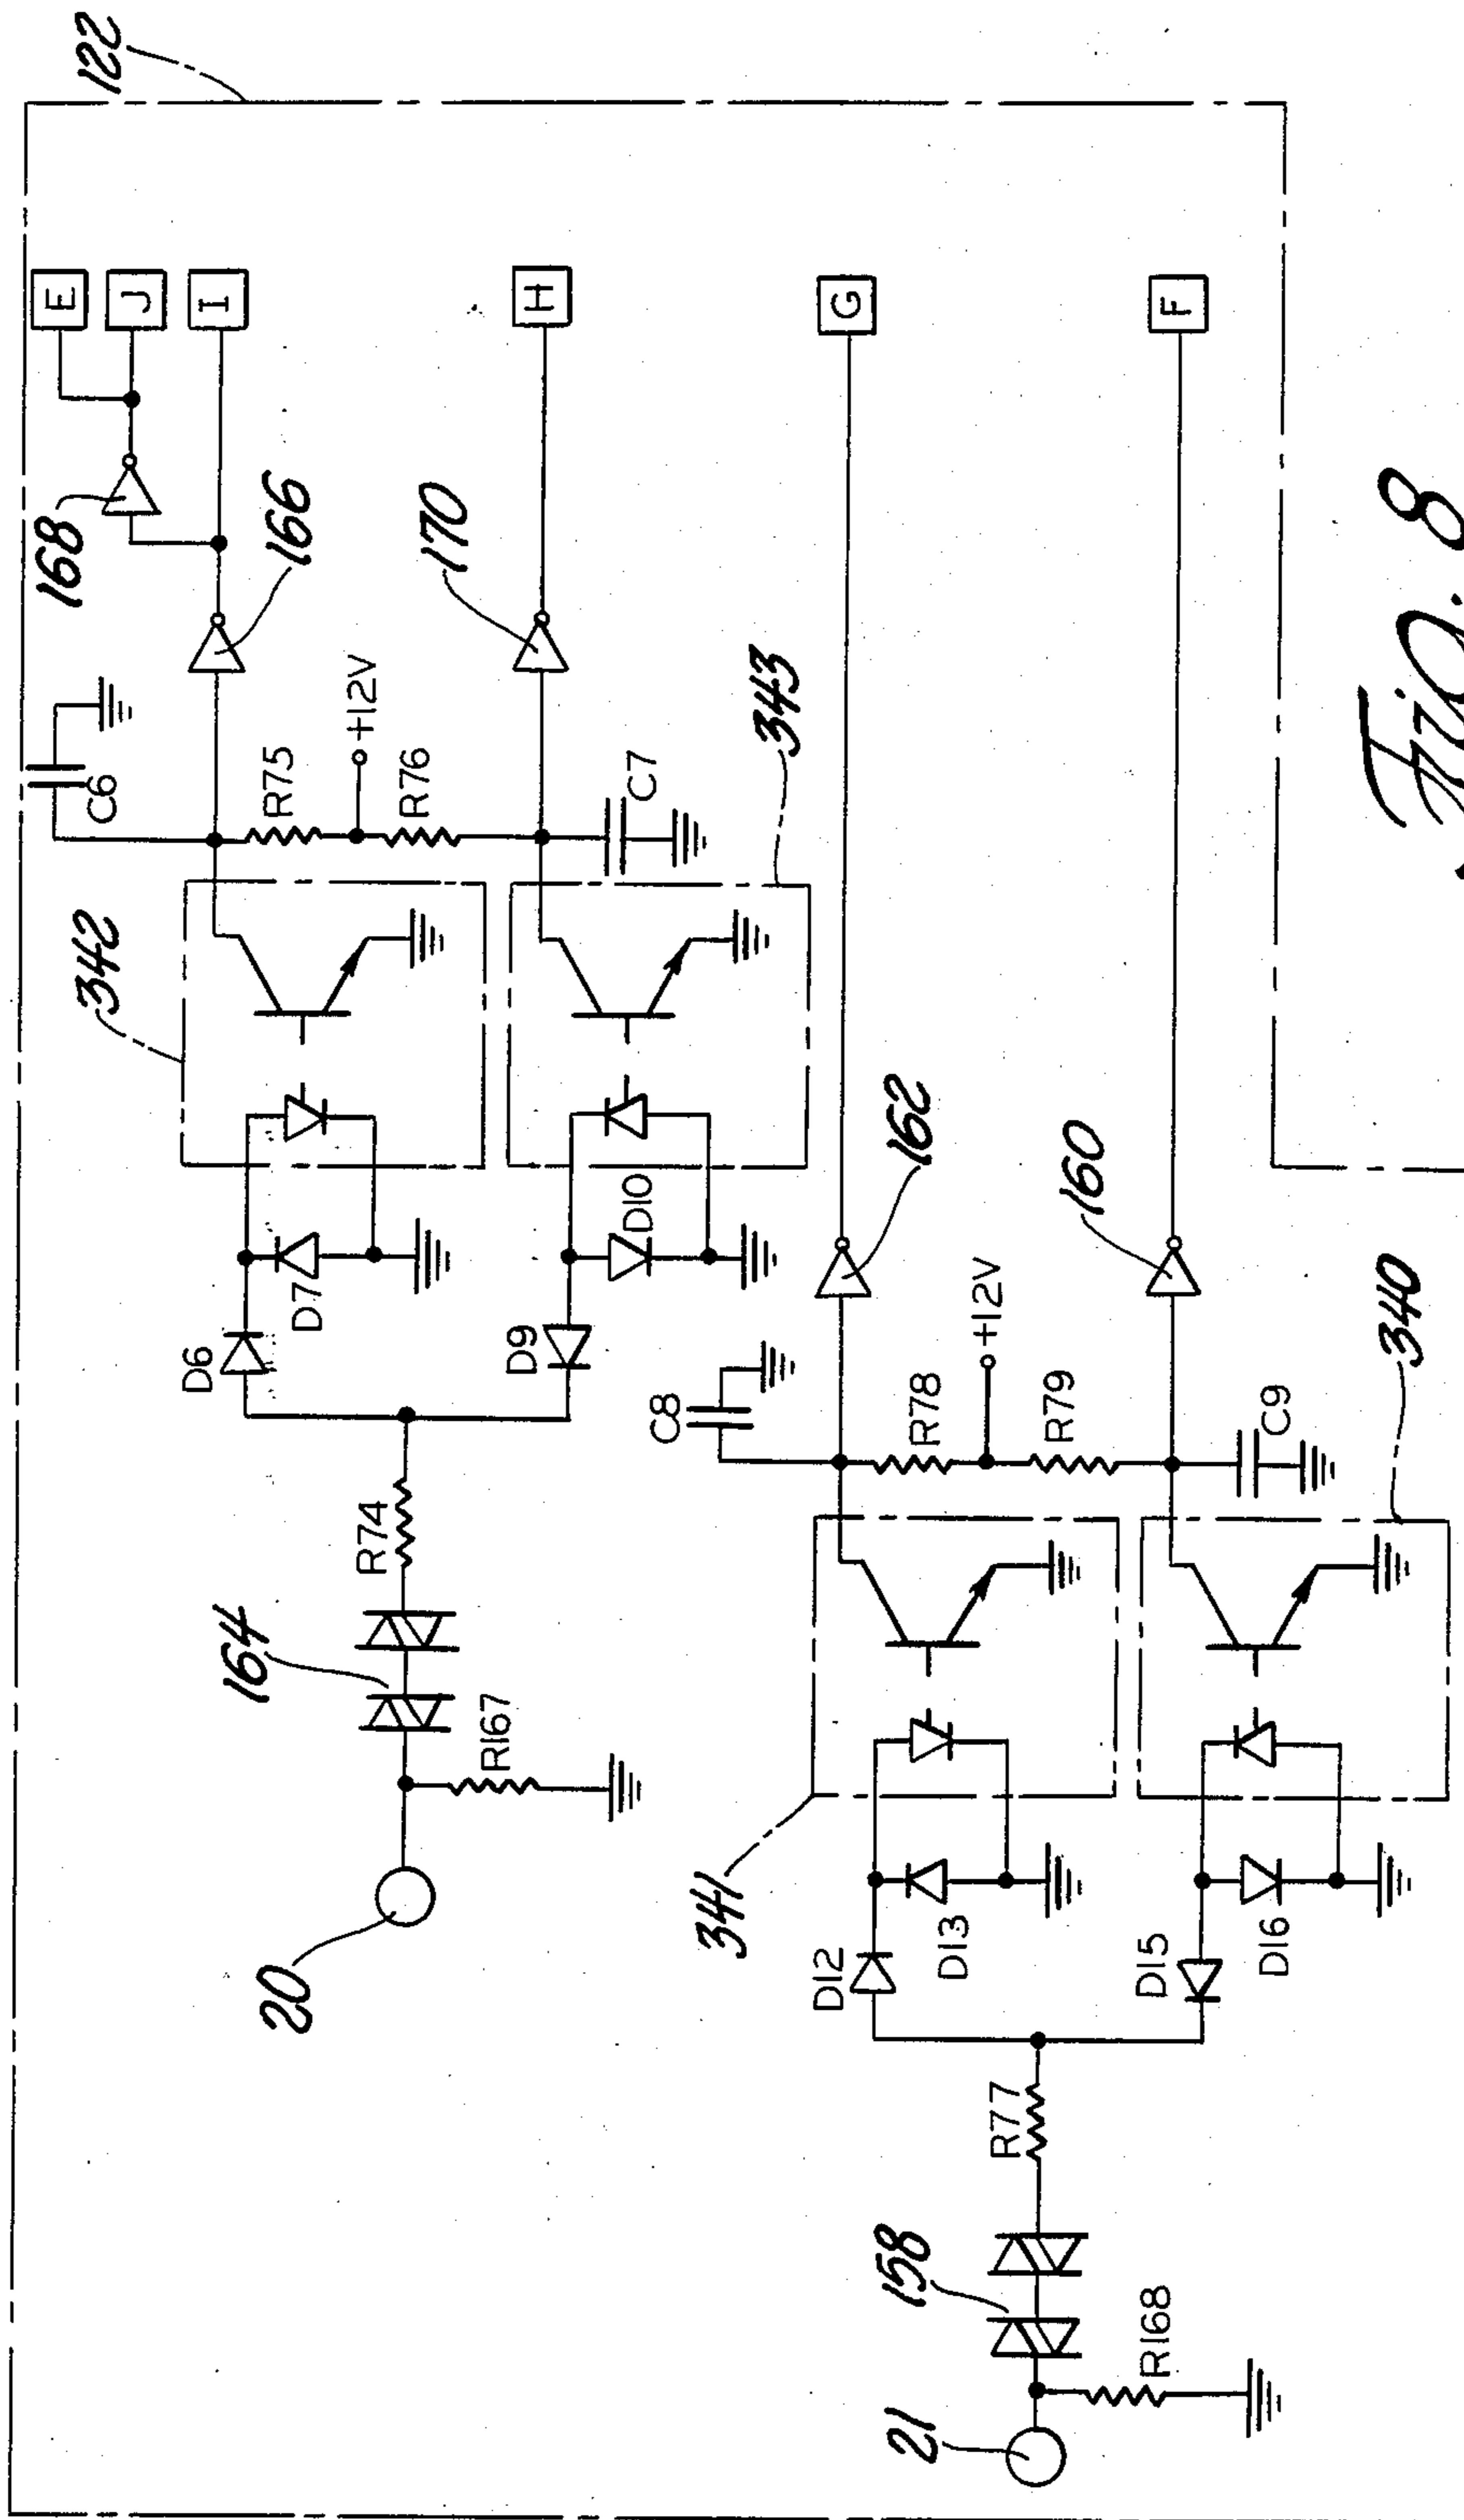 122
E
J
I
168
166
C6
R75
+12V
R76
170
H
342
C7
343
D6
D7
D9
D10
R74
164
R167
20
G
162
C8
R78
+12V
R79
160
F
C9
340
341
D12
D13
D15
D16
R77
158
R168
21
Fig. 8